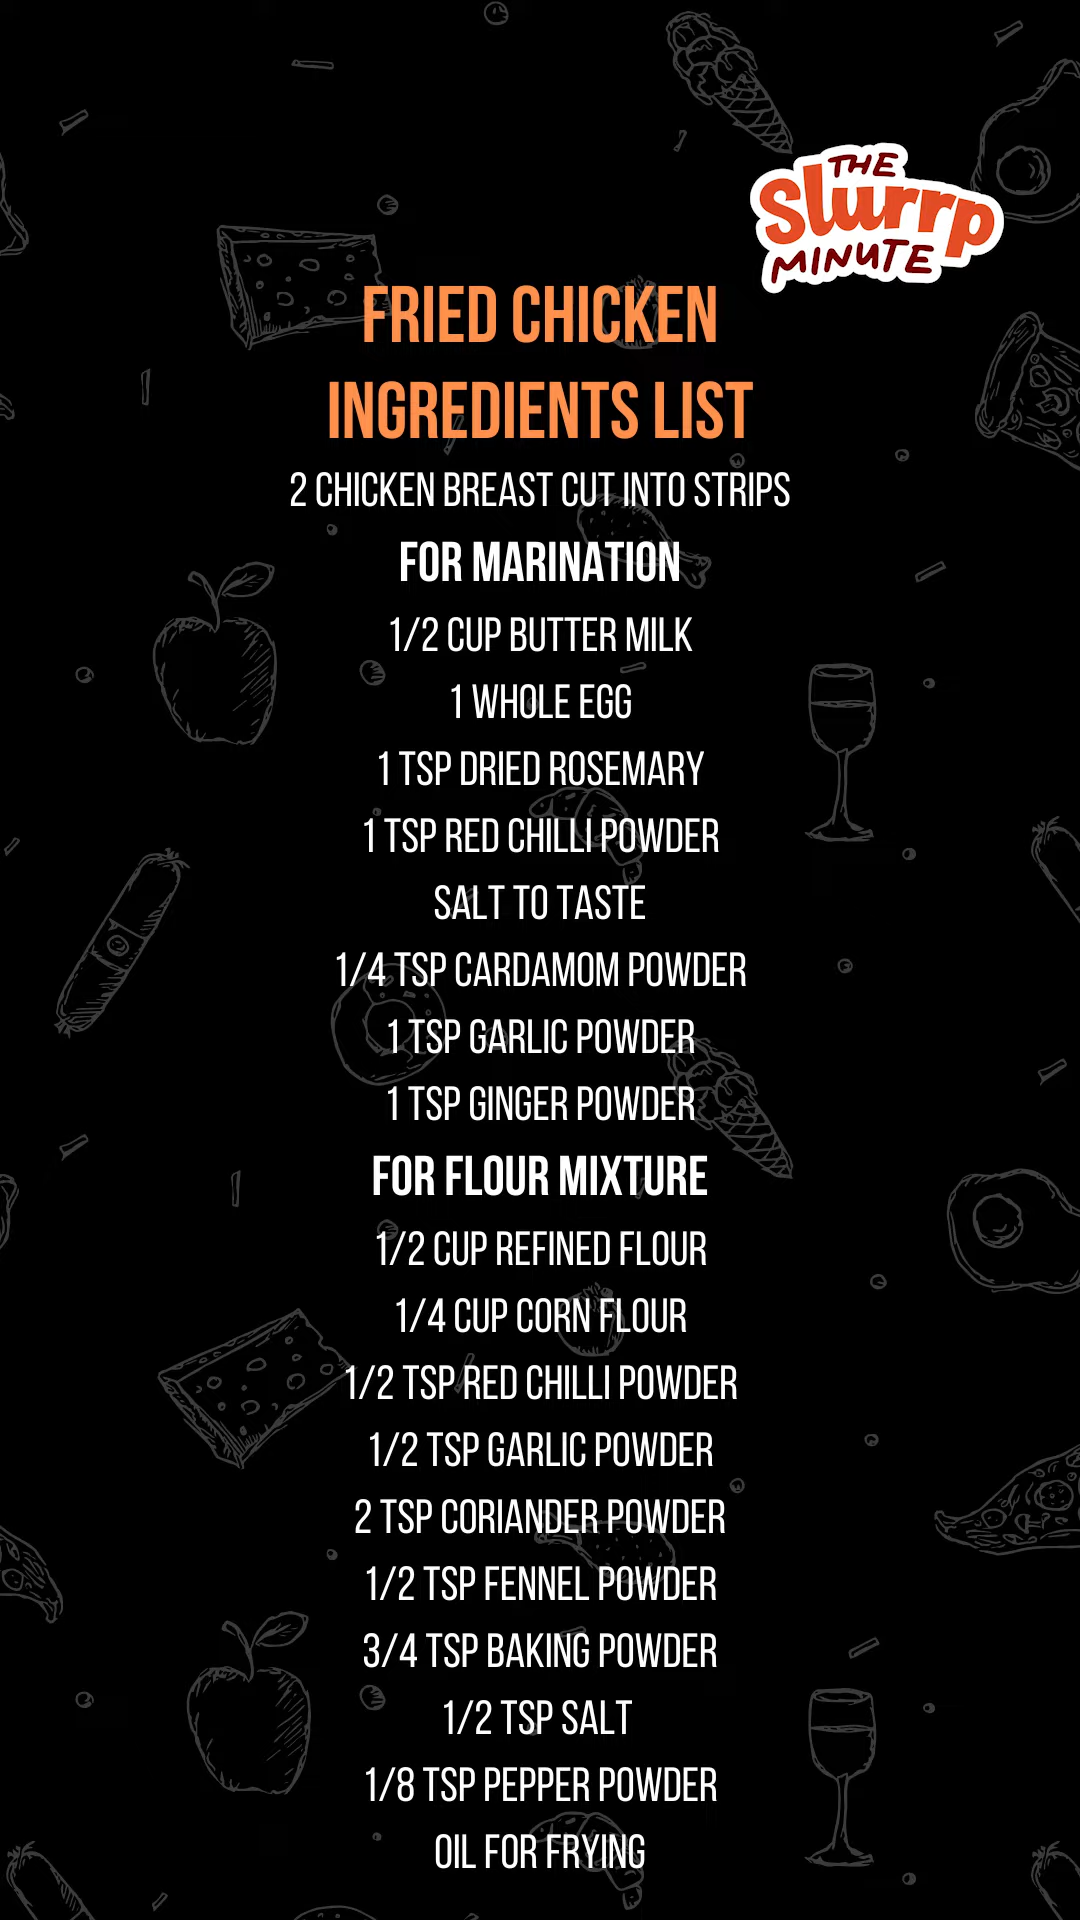 THE
Slurrp
MINUTE
FRIED CHICKEN
INGREDIENTS LIST
2 CHICKEN BREAST CUT INTO STRIPS
FOR MARINATION
1/2 CUP BUTTER MILK
1 WHOLE EGG
1 TSP DRIED ROSEMARY
1 TSP RED CHILLI POWDER
SALT TO TASTE
1/4 TSP CARDAMOM POWDER
1 TSP GARLIC POWDER
1 TSP GINGER POWDER
FOR FLOUR MIXTURE
1/2 CUP REFINED FLOUR
1/4 CUP CORN FLOUR
1/2 TSP RED CHILLI POWDER
1/2 TSP GARLIC POWDER
2 TSP CORIANDER POWDER
1/2 TSP FENNEL POWDER
3/4 TSP BAKING POWDER
1/2 TSP SALT
1/8 TSP PEPPER POWDER
OIL FOR FRYING